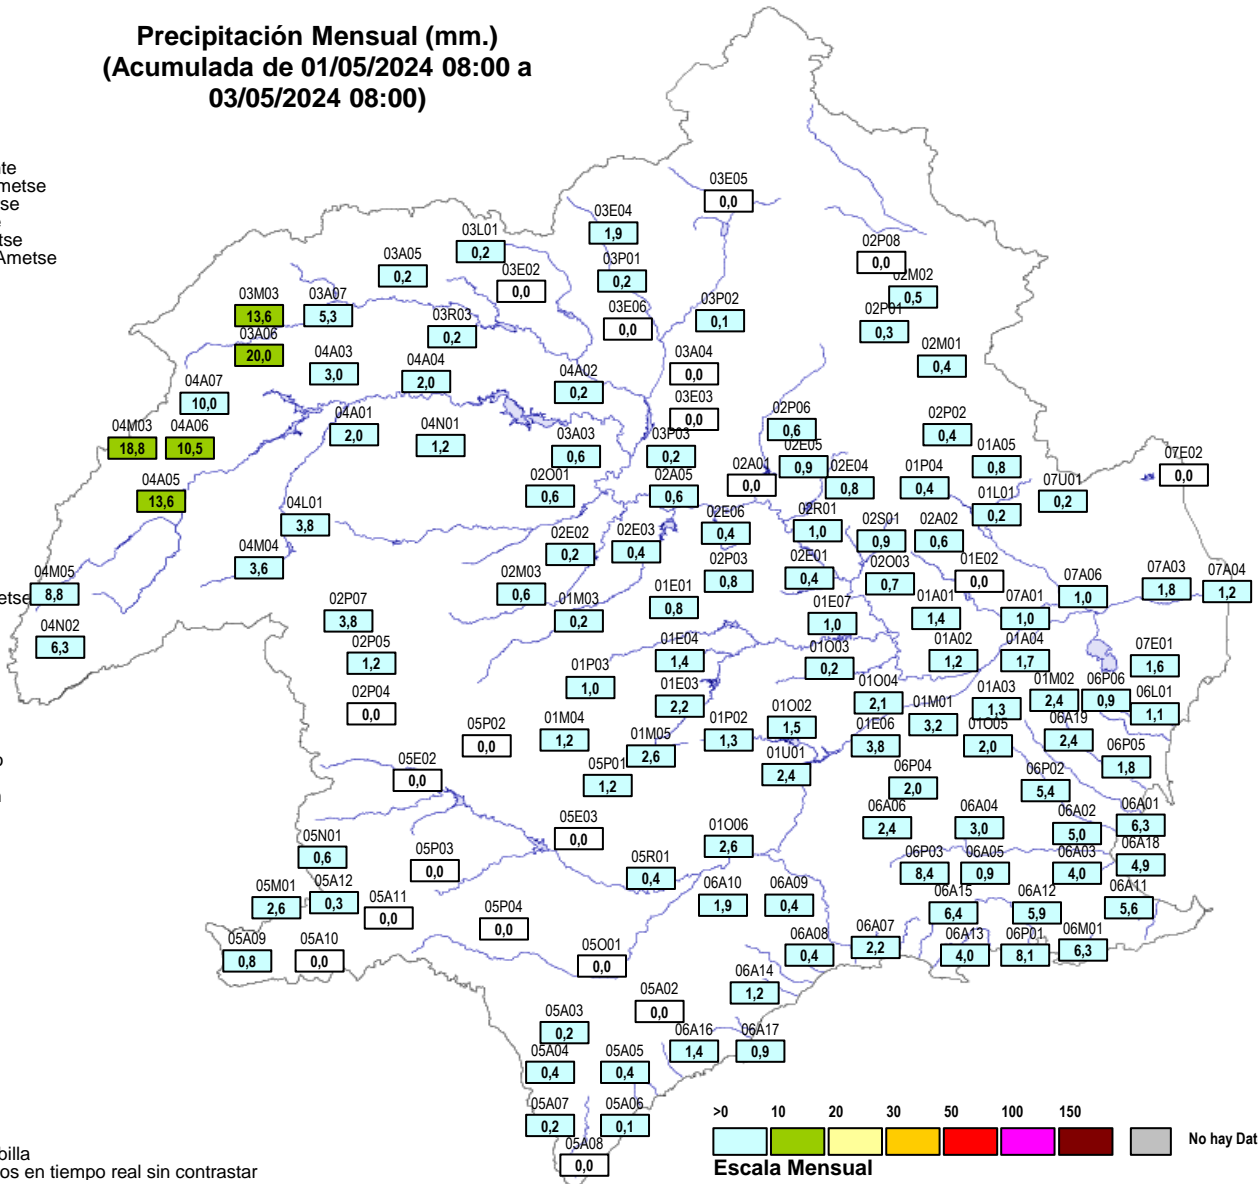 Precipitación Mensual (mm.)
(Acumulada de 01/05/2024 08:00 a
03/05/2024 08:00)
03E05
0,0
03E04
1,9
03L01
0,2
03A05
0,2
03E02
0,0
03P01
0,2
02P08
0,0
02M02
0,5
03M03
13,6
03A07
5,3
03E06
0,0
03P02
0,1
02P01
0,3
03R03
0,2
03A06
20,0
04A03
3,0
04A04
2,0
04A02
0,2
03A04
0,0
02M01
0,4
04A07
10,0
03E03
0,0
04M03
18,8
04A06
10,5
04A01
2,0
04N01
1,2
03A03
0,6
03P03
0,2
02P06
0,6
02P02
0,4
02E05
0,9
01A05
0,8
07E02
0,0
04A05
13,6
02O01
0,6
02A05
0,6
02A01
0,0
02E04
0,8
01P04
0,4
07U01
0,2
01L01
0,2
04L01
3,8
02E06
0,4
02R01
1,0
02S01
0,9
02A02
0,6
04M04
3,6
02E02
0,2
02E03
0,4
02P03
0,8
02E01
0,4
02O03
0,7
01E02
0,0
04M05
8,8
02M03
0,6
01M03
0,2
01E01
0,8
01E07
1,0
01A01
1,4
07A01
1,0
07A06
1,0
07A03
1,8
07A04
1,2
04N02
6,3
02P07
3,8
02P05
1,2
01E04
1,4
01O03
0,2
01A02
1,2
01A04
1,7
07E01
1,6
02P04
0,0
01P03
1,0
01E03
2,2
01O04
2,1
01A03
1,3
01M02
2,4
06P06
0,9
06L01
1,1
05P02
0,0
01M04
1,2
01M05
2,6
01P02
1,3
01O02
1,5
01E06
3,8
01M01
3,2
01O05
2,0
06A19
2,4
06P05
1,8
05E02
0,0
05P01
1,2
01U01
2,4
06P04
2,0
06P02
5,4
05E03
0,0
01O06
2,6
06A06
2,4
06A04
3,0
06A02
5,0
06A01
6,3
05N01
0,6
05P03
0,0
05R01
0,4
06P03
8,4
06A05
0,9
06A03
4,0
06A18
4,9
05M01
2,6
05A12
0,3
05A11
0,0
05P04
0,0
06A10
1,9
06A09
0,4
06A15
6,4
06A12
5,9
06A11
5,6
05A09
0,8
05A10
0,0
05O01
0,0
06A08
0,4
06A07
2,2
06A13
4,0
06P01
8,1
06M01
6,3
06A14
1,2
05A03
0,2
05A02
0,0
06A16
1,4
06A17
0,9
05A04
0,4
05A05
0,4
05A07
0,2
05A06
0,1
05A08
0,0
>0 10 20 30 50 100 150
No hay Dat
Escala Mensual
billa
os en tiempo real sin contrastar